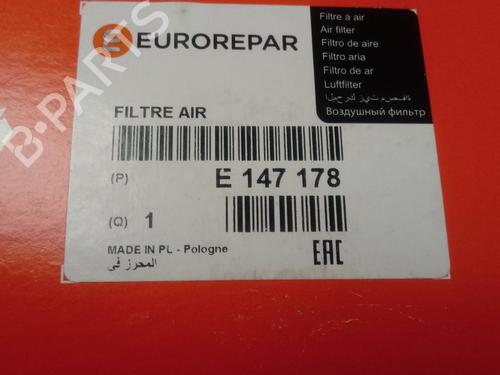 EUROREPAR
Filtre à air
Air filter
Filtro de aire
Filtro aria
Filtro de ar
Luftfilter
Воздушный фильтр
FILTRE AIR
(P) E 147 178
(Q) 1
MADE IN PL - Pologne
EAC
B-PARTS